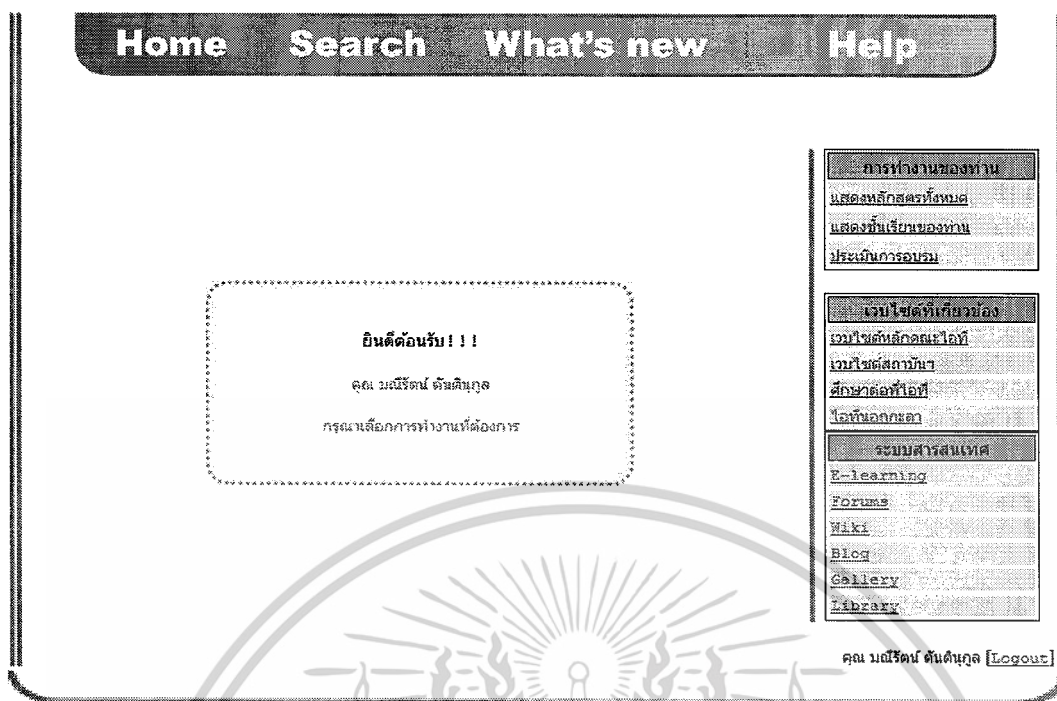 Home Search What's new Help
การทำงานของท่าน
แสดงหลักสูตรทั้งหมด
แสดงชั้นเรียนของท่าน
ประเมินการอบรม
เวบไซต์ที่เกี่ยวข้อง
เวบไซต์หลักคณะไอที
เวบไซต์สถาบันฯ
ศึกษาต่อที่ไอที
ไอทีนอกกะลา
ระบบสารสนเทศ
E-learning
Forums
Wiki
Blog
Gallery
Library
ยินดีต้อนรับ!!!
คุณ มณีรัตน์ ตันตินุกูล
กรุณาเลือกการทำงานที่ต้องการ
คุณ มณีรัตน์ ตันตินุกูล [Logout]